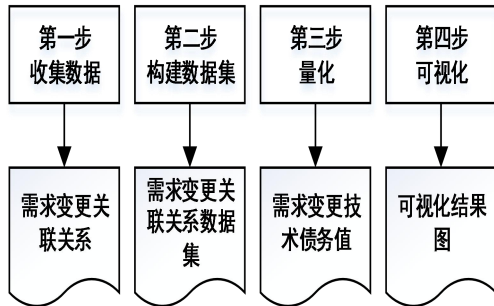 第一步
收集数据
第二步
构建数据集
第三步
量化
第四步
可视化
需求变更关
联关系
需求变更关
联关系数据
集
需求变更技
术债务值
可视化结果
图